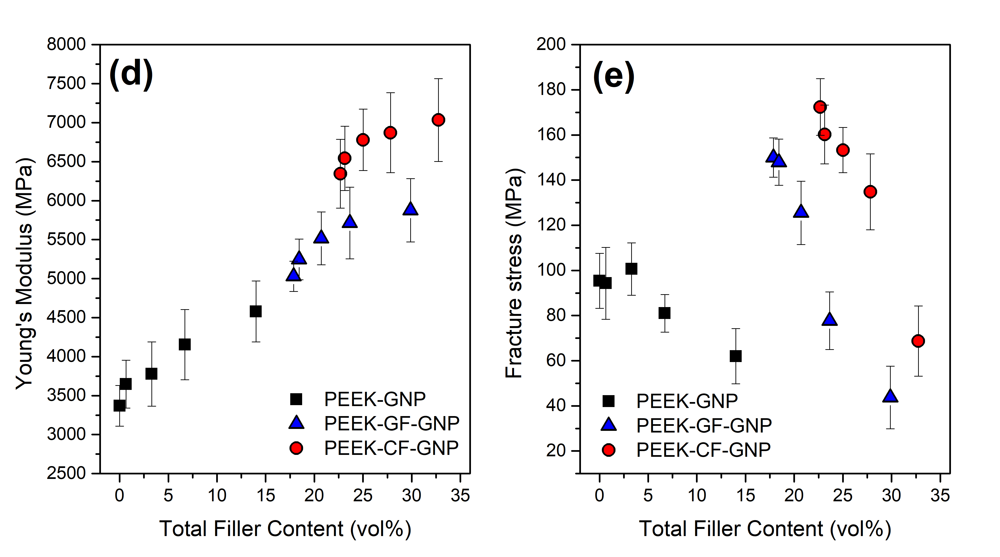 (d)
8000
7500
7000
6500
6000
5500
5000
4500
4000
3500
3000
2500
Young's Modulus (MPa)
PEEK-GNP
PEEK-GF-GNP
PEEK-CF-GNP
0 5 10 15 20 25 30 35
Total Filler Content (vol%)
(e)
200
180
160
140
120
100
80
60
40
20
Fracture stress (MPa)
PEEK-GNP
PEEK-GF-GNP
PEEK-CF-GNP
0 5 10 15 20 25 30 35
Total Filler Content (vol%)